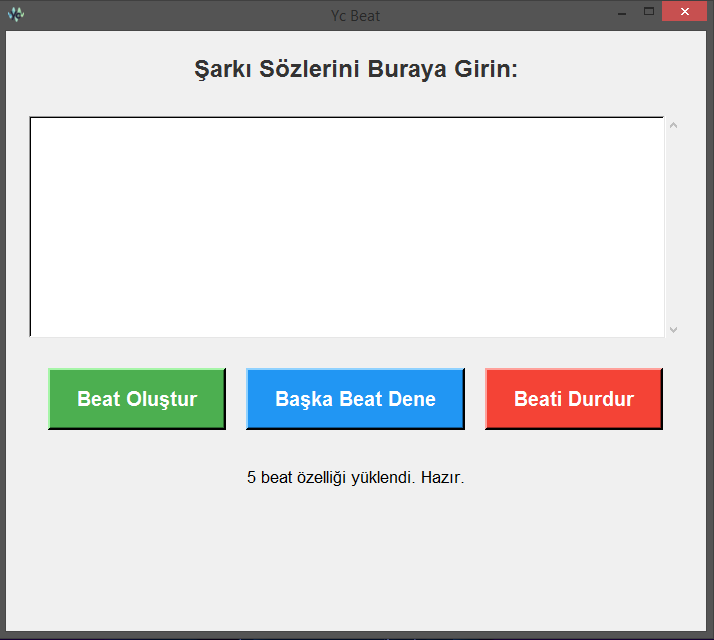 Yc Beat
Şarkı Sözlerini Buraya Girin:
Beat Oluştur
Başka Beat Dene
Beati Durdur
5 beat özelliği yüklendi. Hazır.